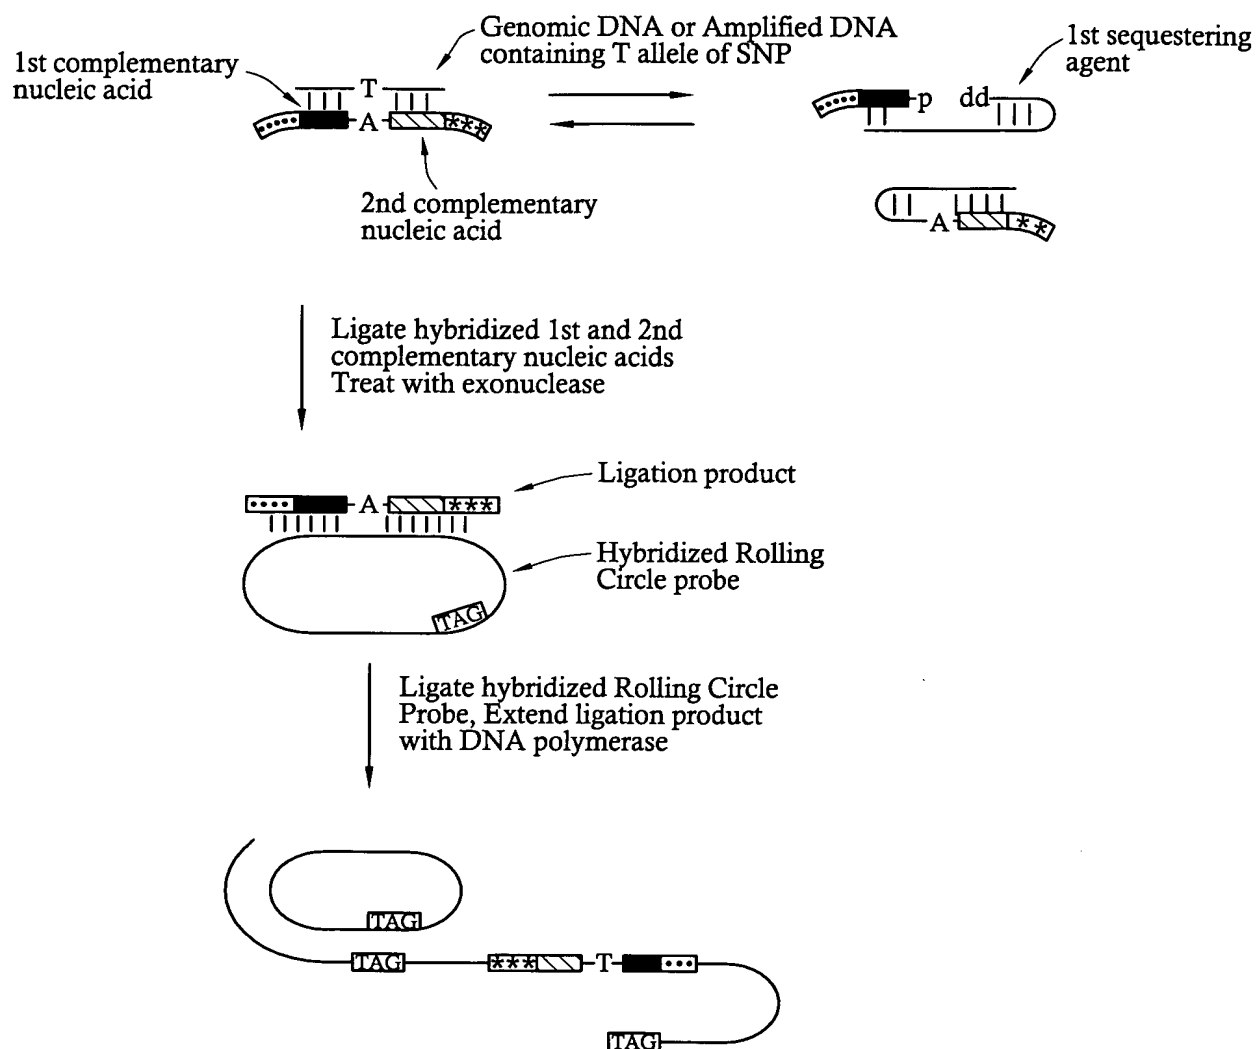 Genomic DNA or Amplified DNA
containing T allele of SNP
1st complementary
nucleic acid
1st sequestering
agent
T
A
p
dd
2nd complementary
nucleic acid
A
Ligate hybridized 1st and 2nd
complementary nucleic acids
Treat with exonuclease
Ligation product
A
Hybridized Rolling
Circle probe
TAG
Ligate hybridized Rolling Circle
Probe, Extend ligation product
with DNA polymerase
TAG
TAG
T
TAG